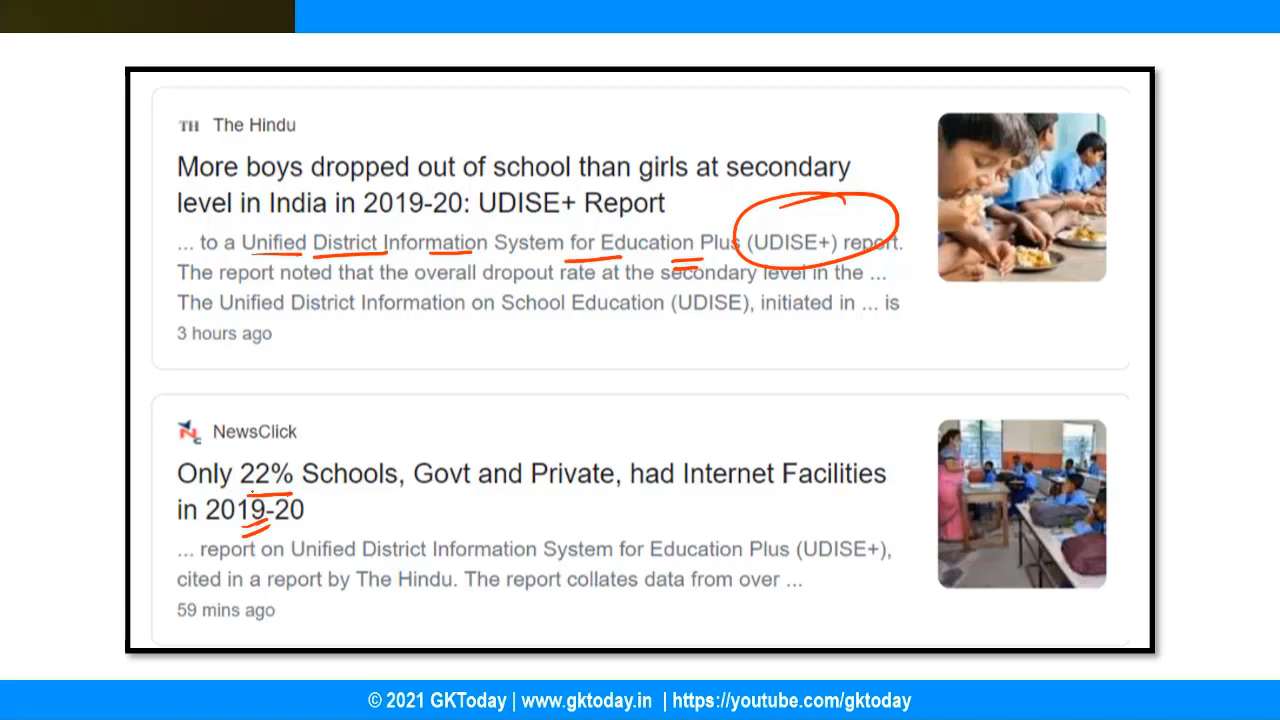 TH The Hindu
More boys dropped out of school than girls at secondary
level in India in 2019-20: UDISE+ Report
... to a Unified District Information System for Education Plus (UDISE+) report.
The report noted that the overall dropout rate at the secondary level in the ...
The Unified District Information on School Education (UDISE), initiated in ... is
3 hours ago
NewsClick
Only 22% Schools, Govt and Private, had Internet Facilities
in 2019-20
... report on Unified District Information System for Education Plus (UDISE+),
cited in a report by The Hindu. The report collates data from over ...
59 mins ago
© 2021 GKToday | www.gktoday.in | https://youtube.com/gktoday